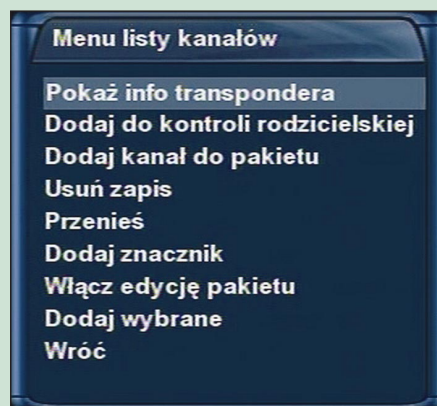 Menu listy kanałów
Pokaż info transpondera
Dodaj do kontroli rodzicielskiej
Dodaj kanał do pakietu
Usuń zapis
Przenieś
Dodaj znacznik
Włącz edycję pakietu
Dodaj wybrane
Wróć